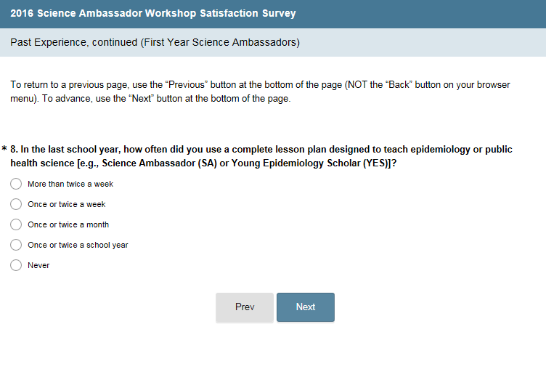 2016 Science Ambassador Workshop Satisfaction Survey
Past Experience, continued (First Year Science Ambassadors)
To return to a previous page, use the "Previous" button at the bottom of the page (NOT the "Back" button on your browser
menu). To advance, use the "Next" button at the bottom of the page.
* 8. In the last school year, how often did you use a complete lesson plan designed to teach epidemiology or public
health science [e.g., Science Ambassador (SA) or Young Epidemiology Scholar (YES)]?
More than twice a week
Once or twice a week
Once or twice a month
Once or twice a school year
Never
Prev Next